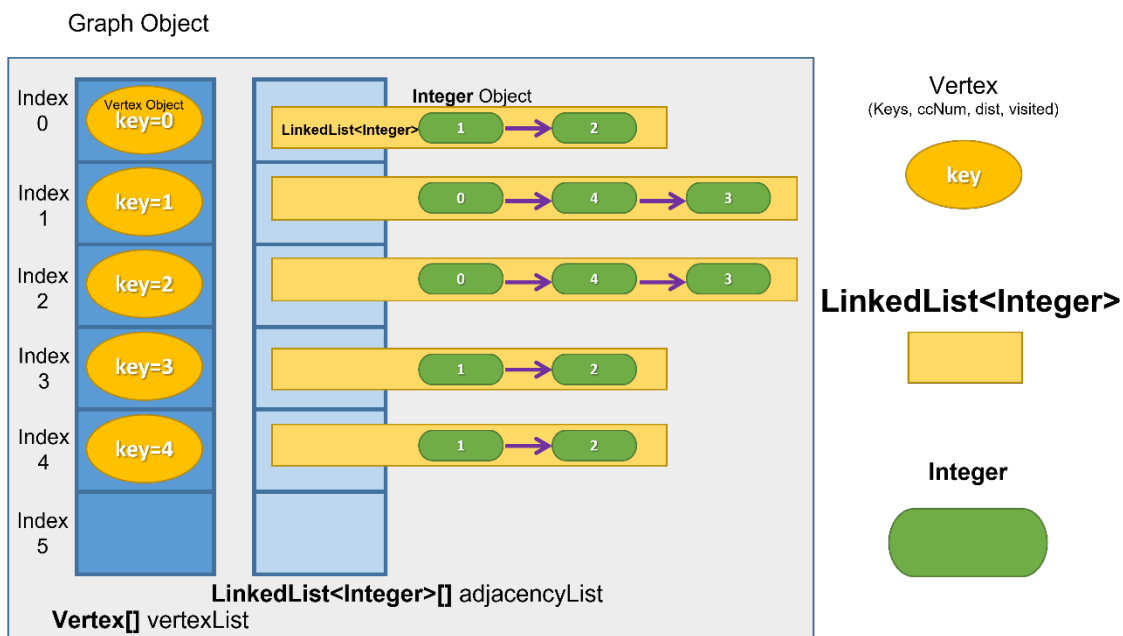 Graph Object
Index
0
Vertex Object
key=0
Integer Object
LinkedList<Integer>
1
2
Index
1
key=1
0
4
3
Index
2
key=2
0
4
3
Index
3
key=3
1
2
Index
4
key=4
1
2
Index
5
LinkedList<Integer>[] adjacencyList
Vertex[] vertexList
Vertex
(Keys, ccNum, dist, visited)
key
LinkedList<Integer>
Integer